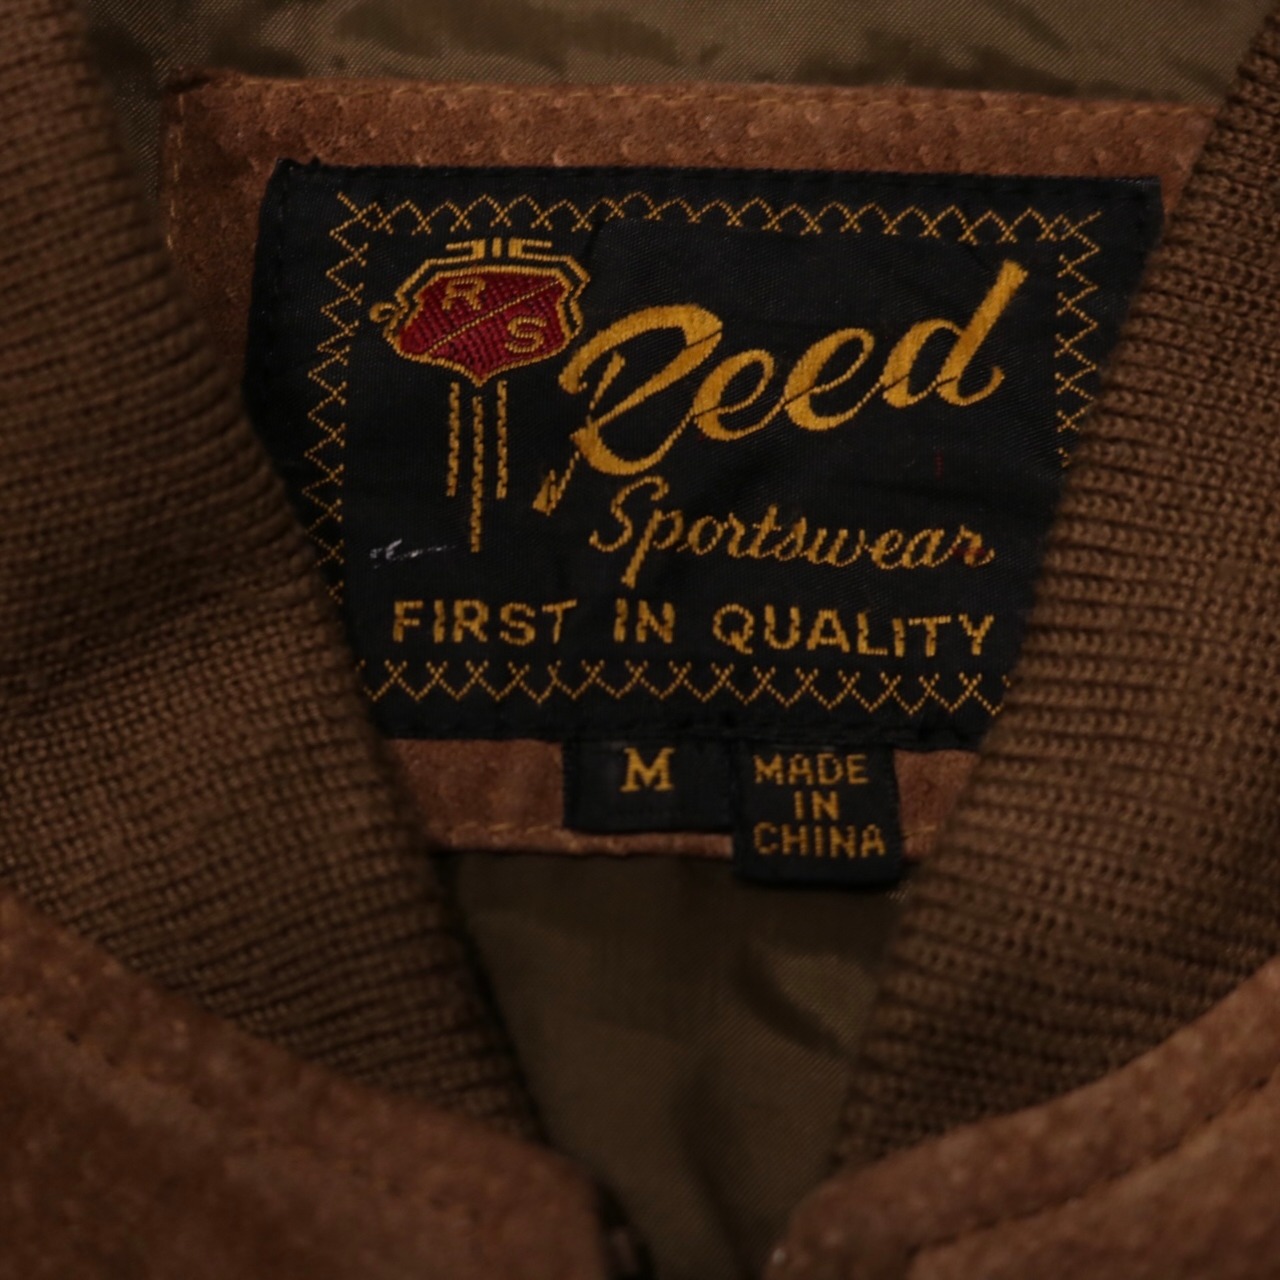 R
S
Reed
Sportswear
FIRST IN QUALITY
M
MADE
IN
CHINA